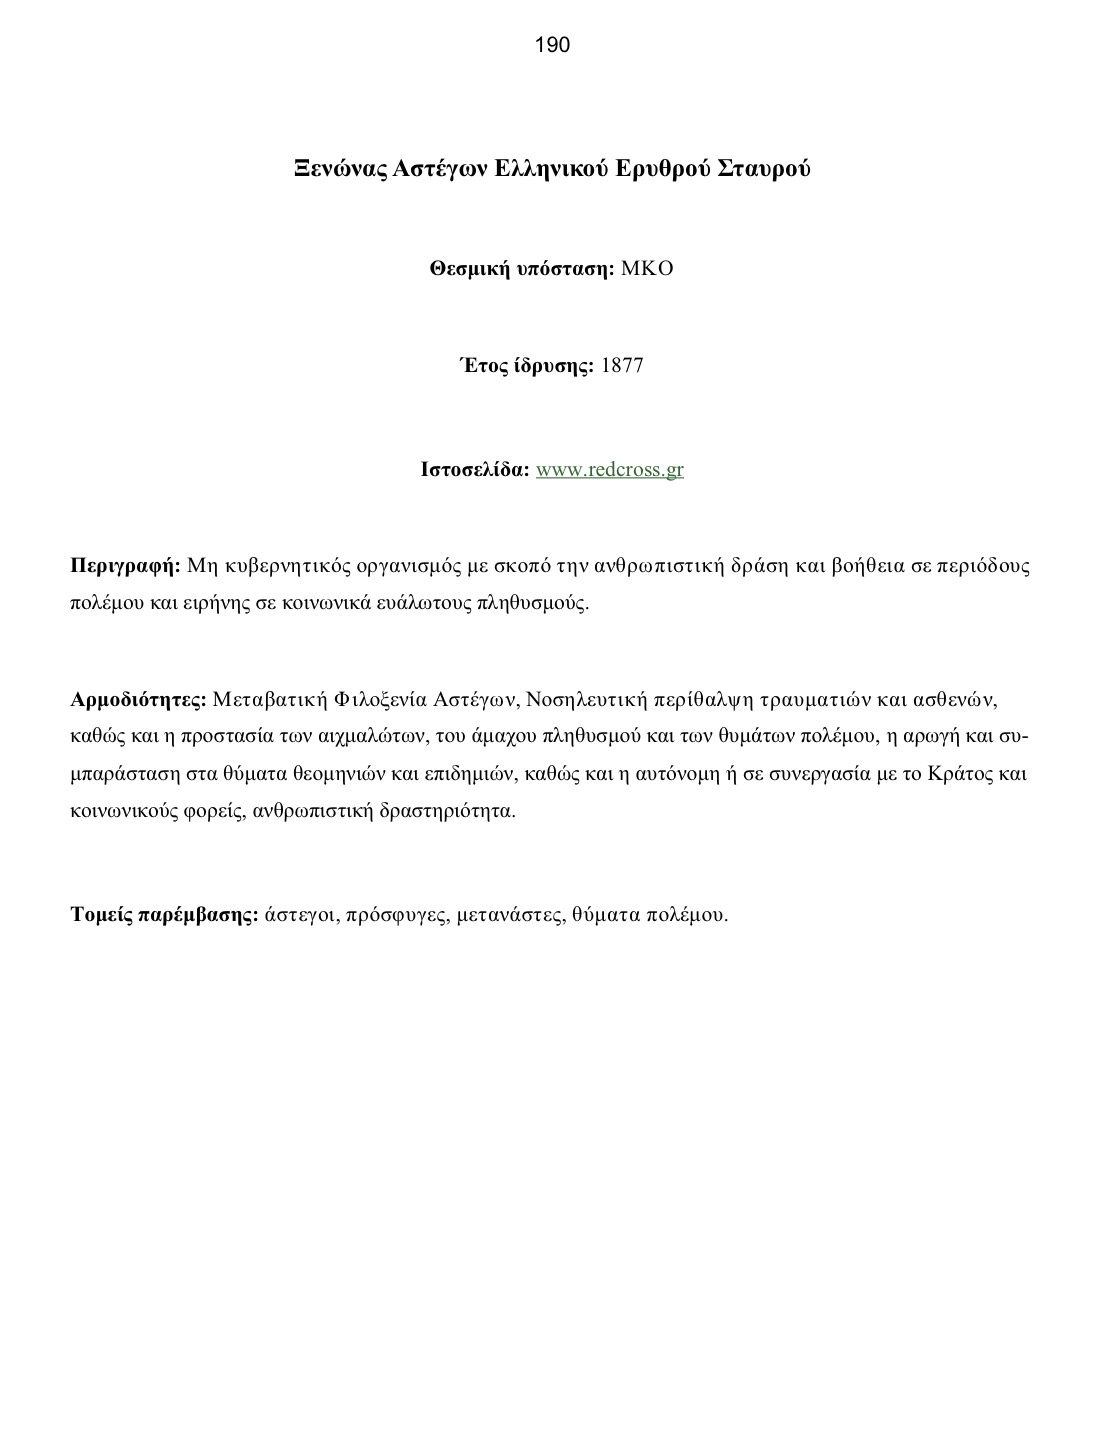 190
Ξενώνας Αστέγων Ελληνικού Ερυθρού Σταυρού
Θεσμική υπόσταση: ΜΚΟ
Έτος ίδρυσης: 1877
Ιστοσελίδα: www.redcross.gr
Περιγραφή: Μη κυβερνητικός οργανισμός με σκοπό την ανθρωπιστική δράση και βοήθεια σε περιόδους
πολέμου και ειρήνης σε κοινωνικά ευάλωτους πληθυσμούς.
Αρμοδιότητες: Μεταβατική Φιλοξενία Αστέγων, Νοσηλευτική περίθαλψη τραυματιών και ασθενών,
καθώς και η προστασία των αιχμαλώτων, του άμαχου πληθυσμού και των θυμάτων πολέμου, η αρωγή και συ-
μπαράσταση στα θύματα θεομηνιών και επιδημιών, καθώς και η αυτόνομη ή σε συνεργασία με το Κράτος και
κοινωνικούς φορείς, ανθρωπιστική δραστηριότητα.
Τομείς παρέμβασης: άστεγοι, πρόσφυγες, μετανάστες, θύματα πολέμου.